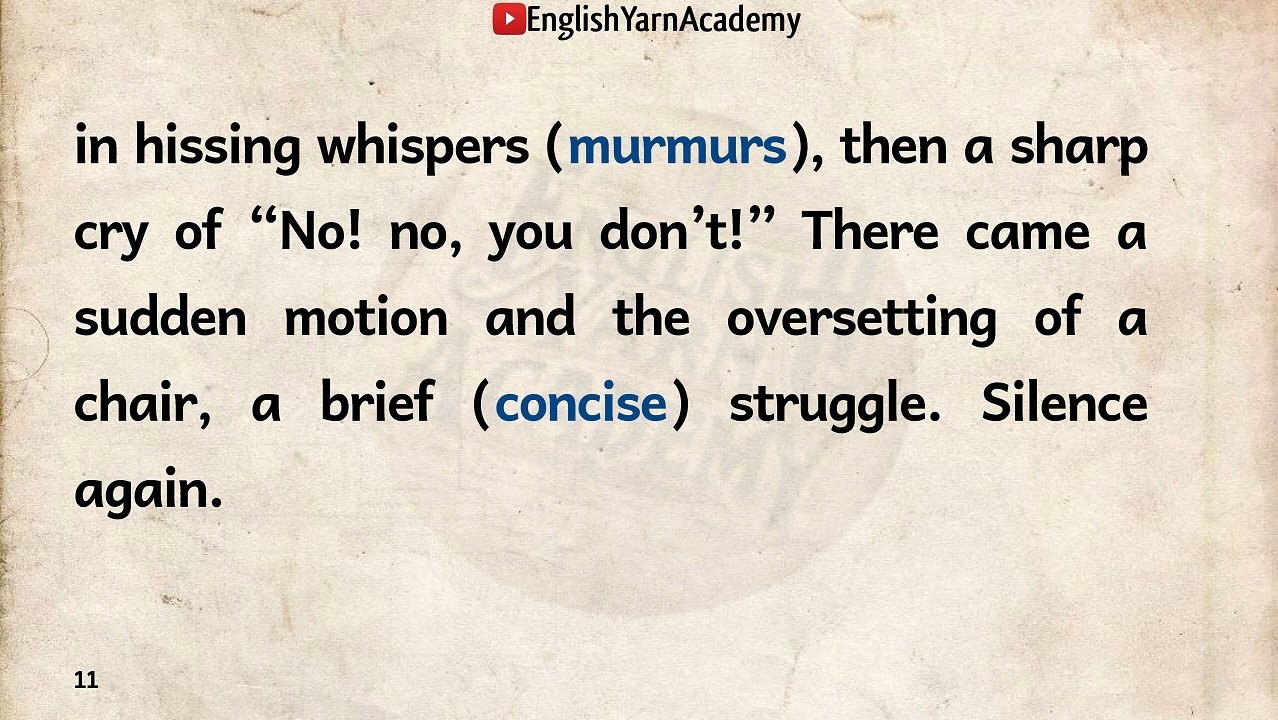 EnglishYarnAcademy
in hissing whispers (murmurs), then a sharp
cry of “No! no, you don’t!” There came a
sudden motion and the oversetting of a
chair, a brief (concise) struggle. Silence
again.
11